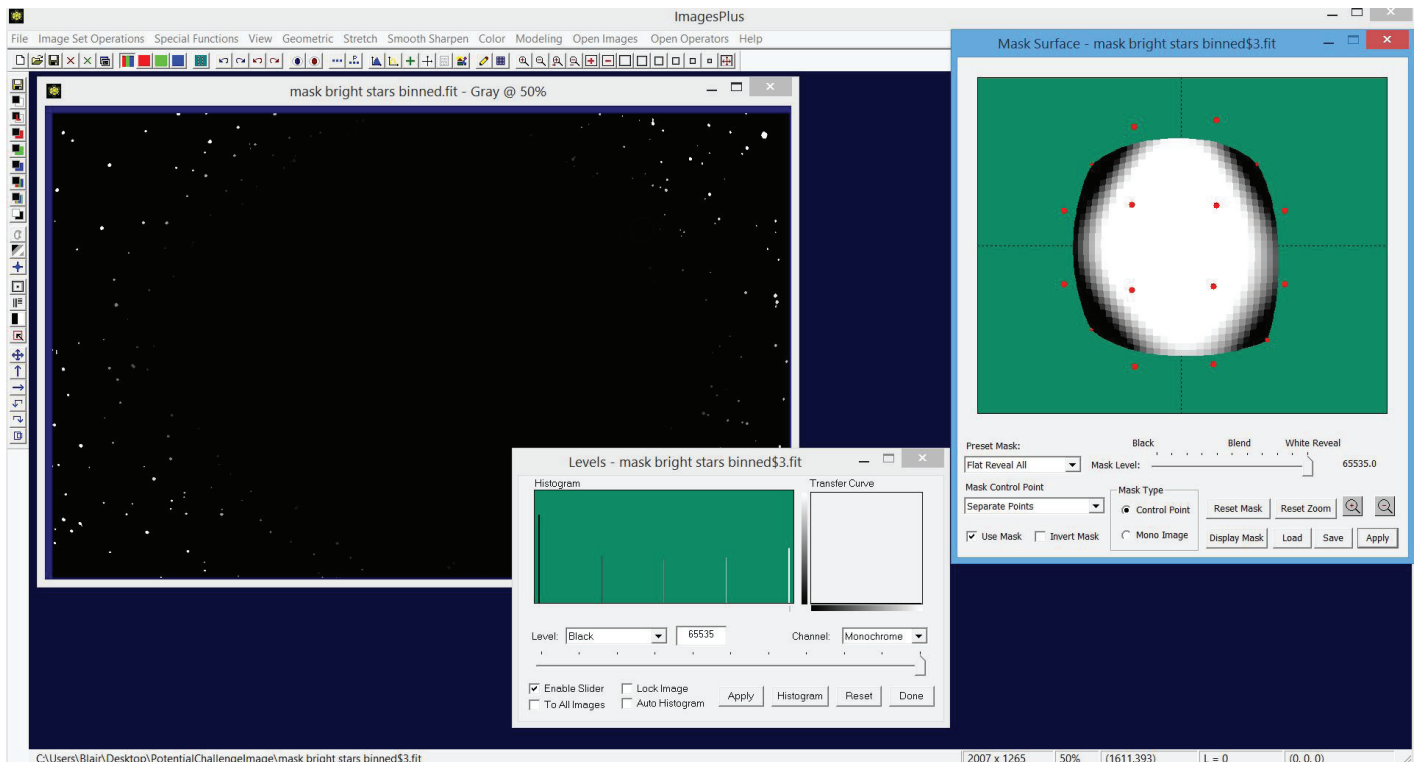 ImagesPlus
File Image Set Operations Special Functions View Geometric Stretch Smooth Sharpen Color Modeling Open Images Open Operators Help
mask bright stars binned.fit - Gray @ 50%
Mask Surface - mask bright stars binned$3.fit
Preset Mask:
Black Blend White Reveal
Flat Reveal All
Mask Level:
65535.0
Mask Control Point
Mask Type
Separate Points
Control Point
Reset Mask
Reset Zoom
Use Mask
Invert Mask
Mono Image
Display Mask
Load
Save
Apply
Levels - mask bright stars binned$3.fit
Histogram
Transfer Curve
Level:
Black
65535
Channel:
Monochrome
Enable Slider
Lock Image
To All Images
Auto Histogram
Apply
Histogram
Reset
Done
C:\Users\Blair\Desktop\PotentialChallengeImage\mask bright stars binned$3.fit
2007 x 1265
50%
(1611,393)
L = 0
(0, 0, 0)